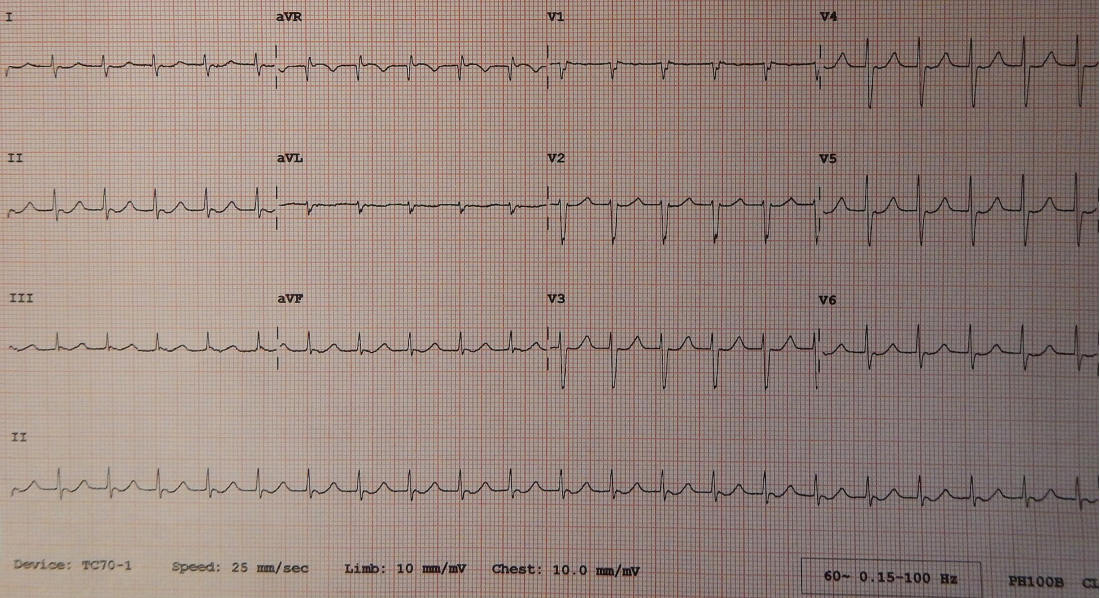 I aVR V1 V4
II aVL V2 V5
III aVF V3 V6
II
Device: TC70-1 Speed: 25 mm/sec Limb: 10 mm/mV Chest: 10.0 mm/mV 60~ 0.15-100 Hz PH100B CL